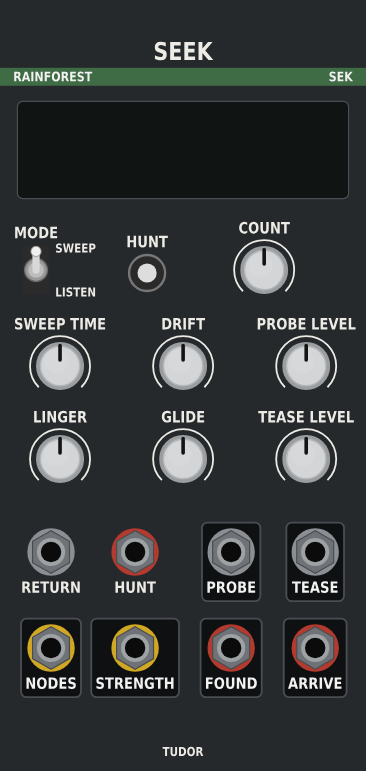 SEEK
RAINFOREST SEK
MODE
SWEEP
LISTEN
HUNT
COUNT
SWEEP TIME DRIFT PROBE LEVEL
LINGER GLIDE TEASE LEVEL
RETURN HUNT PROBE TEASE
NODES STRENGTH FOUND ARRIVE
TUDOR